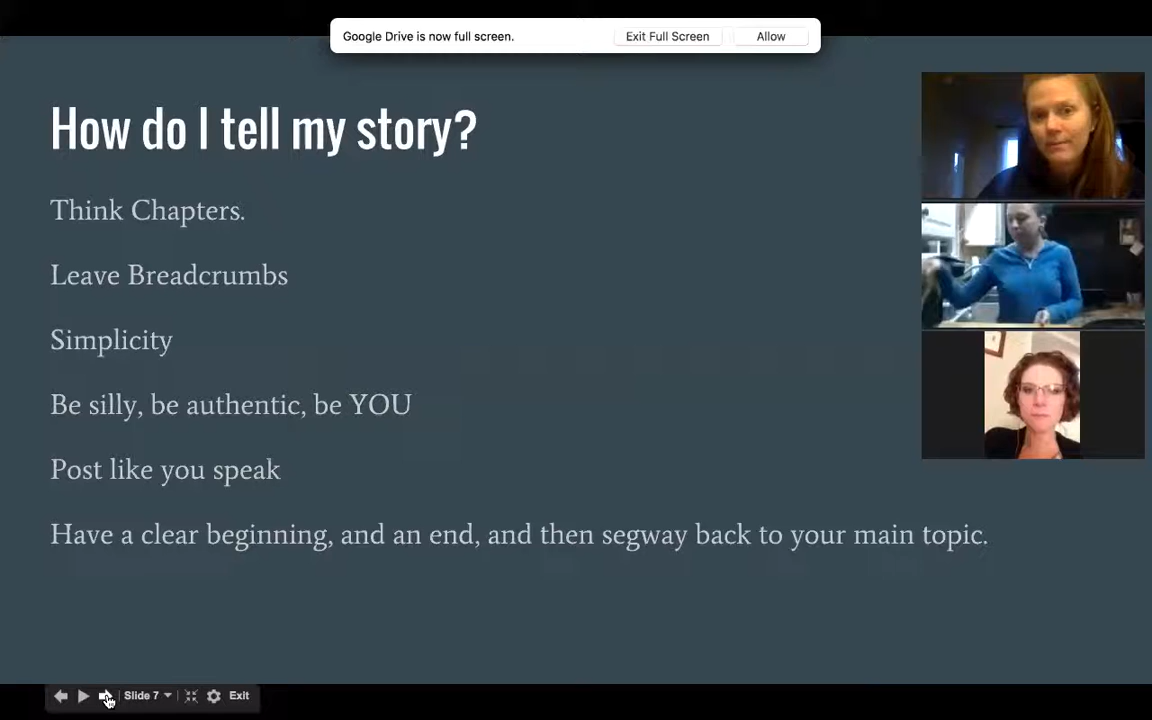 Google Drive is now full screen. Exit Full Screen Allow
How do I tell my story?
Think Chapters.
Leave Breadcrumbs
Simplicity
Be silly, be authentic, be YOU
Post like you speak
Have a clear beginning, and an end, and then segway back to your main topic.
Slide 7 Exit